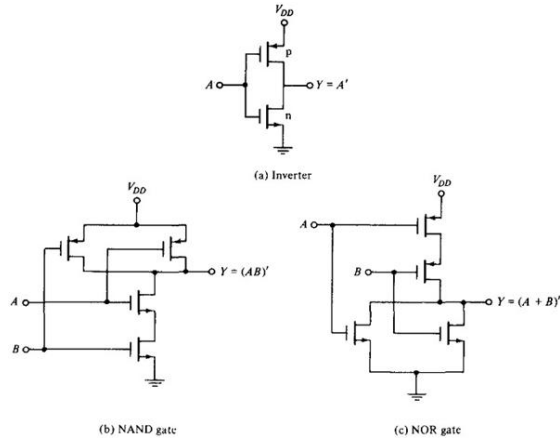 V_DD
p
A
Y = A′
n
(a) Inverter
V_DD
Y = (AB)′
A
B
(b) NAND gate
V_DD
A
B
Y = (A + B)′
(c) NOR gate